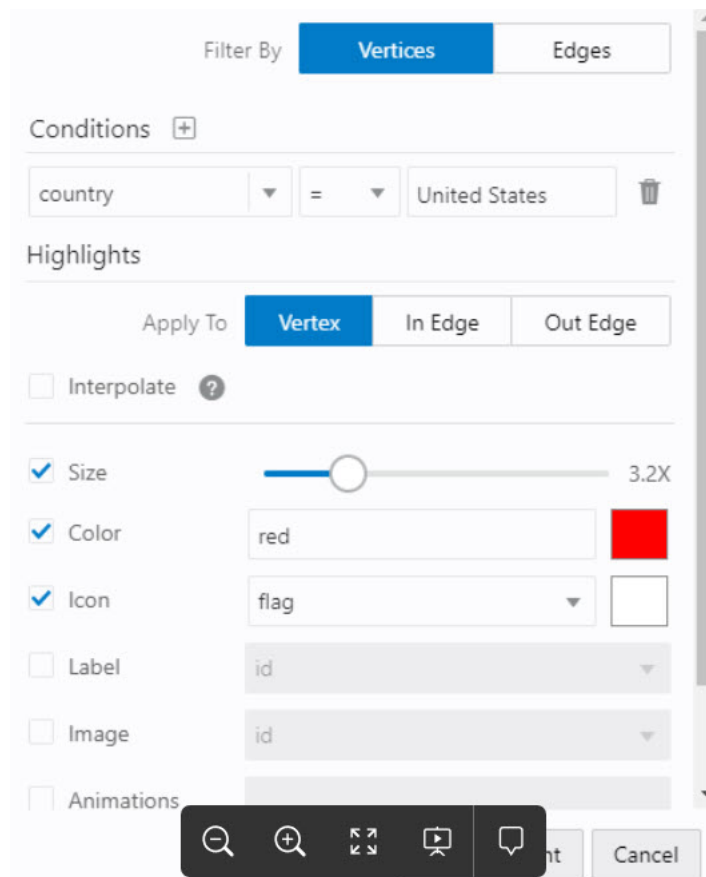 Filter By Vertices Edges
Conditions
country = United States
Highlights
Apply To Vertex In Edge Out Edge
Interpolate ?
Size 3.2X
Color red
Icon flag
Label id
Image id
Animations
Cancel